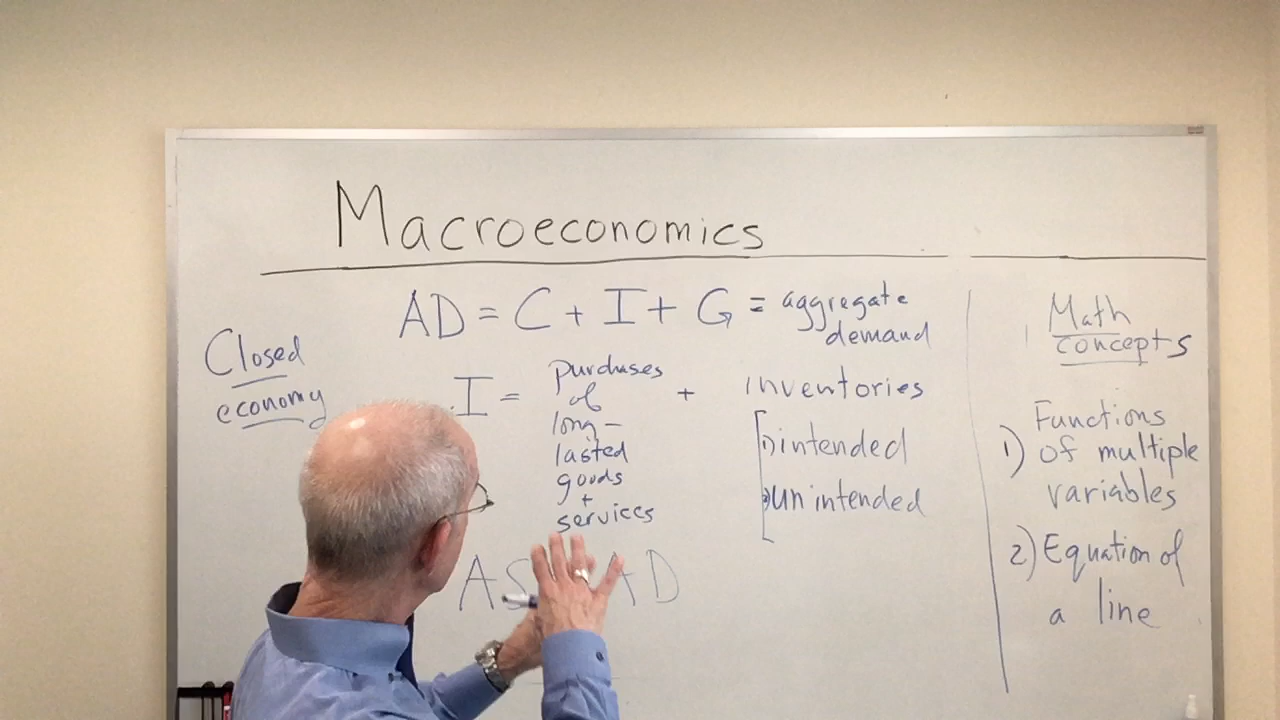 Macroeconomics
AD = C + I + G = aggregate
demand
Closed
economy
I = purchases + inventories
of
long-
lasted
goods
+
services
1) intended
2) unintended
AS AD
Math
concepts
Functions
1) of multiple
variables
2) Equation of
a line